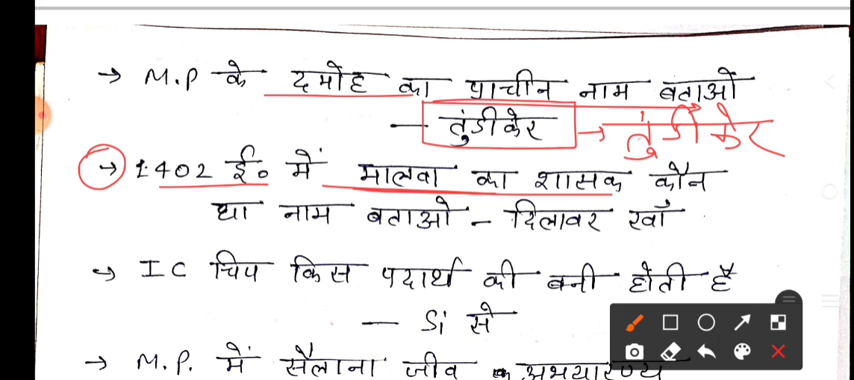 → M.P के दमोह का प्राचीन नाम बताओ
— तुंडीकेर → तुंडीकेर
→ 1402 ई० में मालवा का शासक कौन
था नाम बताओ – दिलावर खाँ
→ IC चिप किस पदार्थ की बनी होती है
— Si से
→ M.P. में सैलाना जीव अभयारण्य